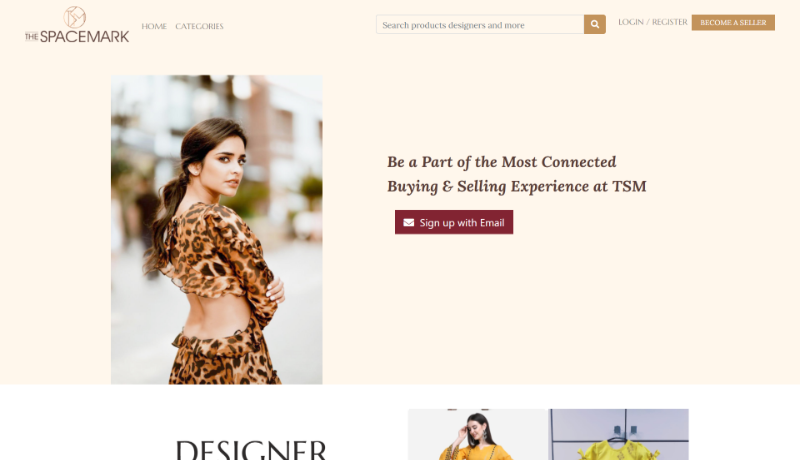 THE SPACEMARK
HOME
CATEGORIES
Search products designers and more
LOGIN / REGISTER
BECOME A SELLER
Be a Part of the Most Connected
Buying & Selling Experience at TSM
Sign up with Email
DESIGNER